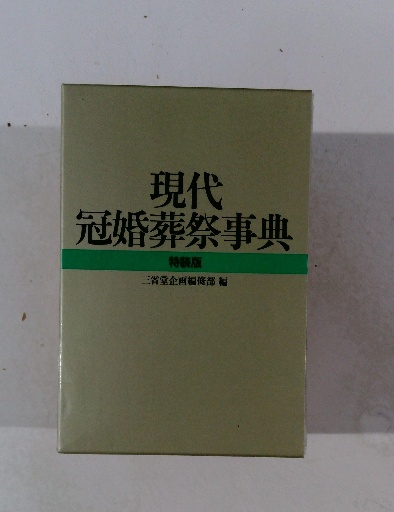 現代
冠婚葬祭事典
特装版
三省堂企画編修部 編